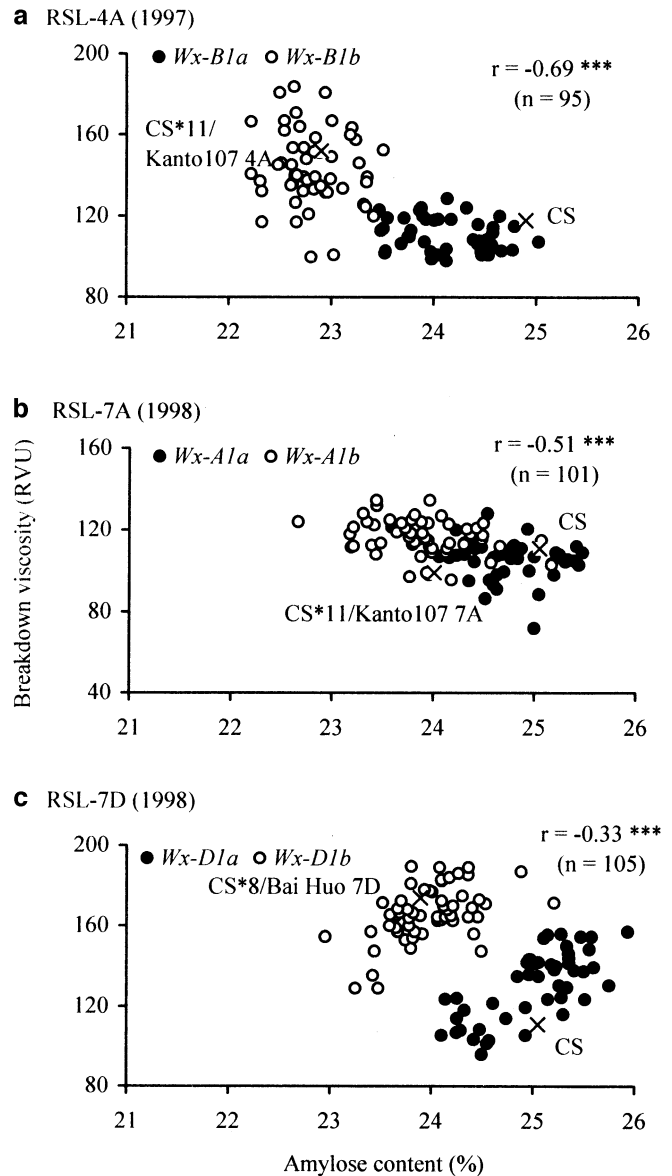 a RSL-4A (1997)
● Wx-B1a ○ Wx-B1b
r = -0.69 ***
(n = 95)
CS*11/
Kanto107 4A
CS
200
160
120
80
21 22 23 24 25 26
b RSL-7A (1998)
● Wx-A1a ○ Wx-A1b
r = -0.51 ***
(n = 101)
CS
CS*11/Kanto107 7A
160
120
80
40
21 22 23 24 25 26
Breakdown viscosity (RVU)
c RSL-7D (1998)
● Wx-D1a ○ Wx-D1b
r = -0.33 ***
(n = 105)
CS*8/Bai Huo 7D
CS
200
160
120
80
21 22 23 24 25 26
Amylose content (%)